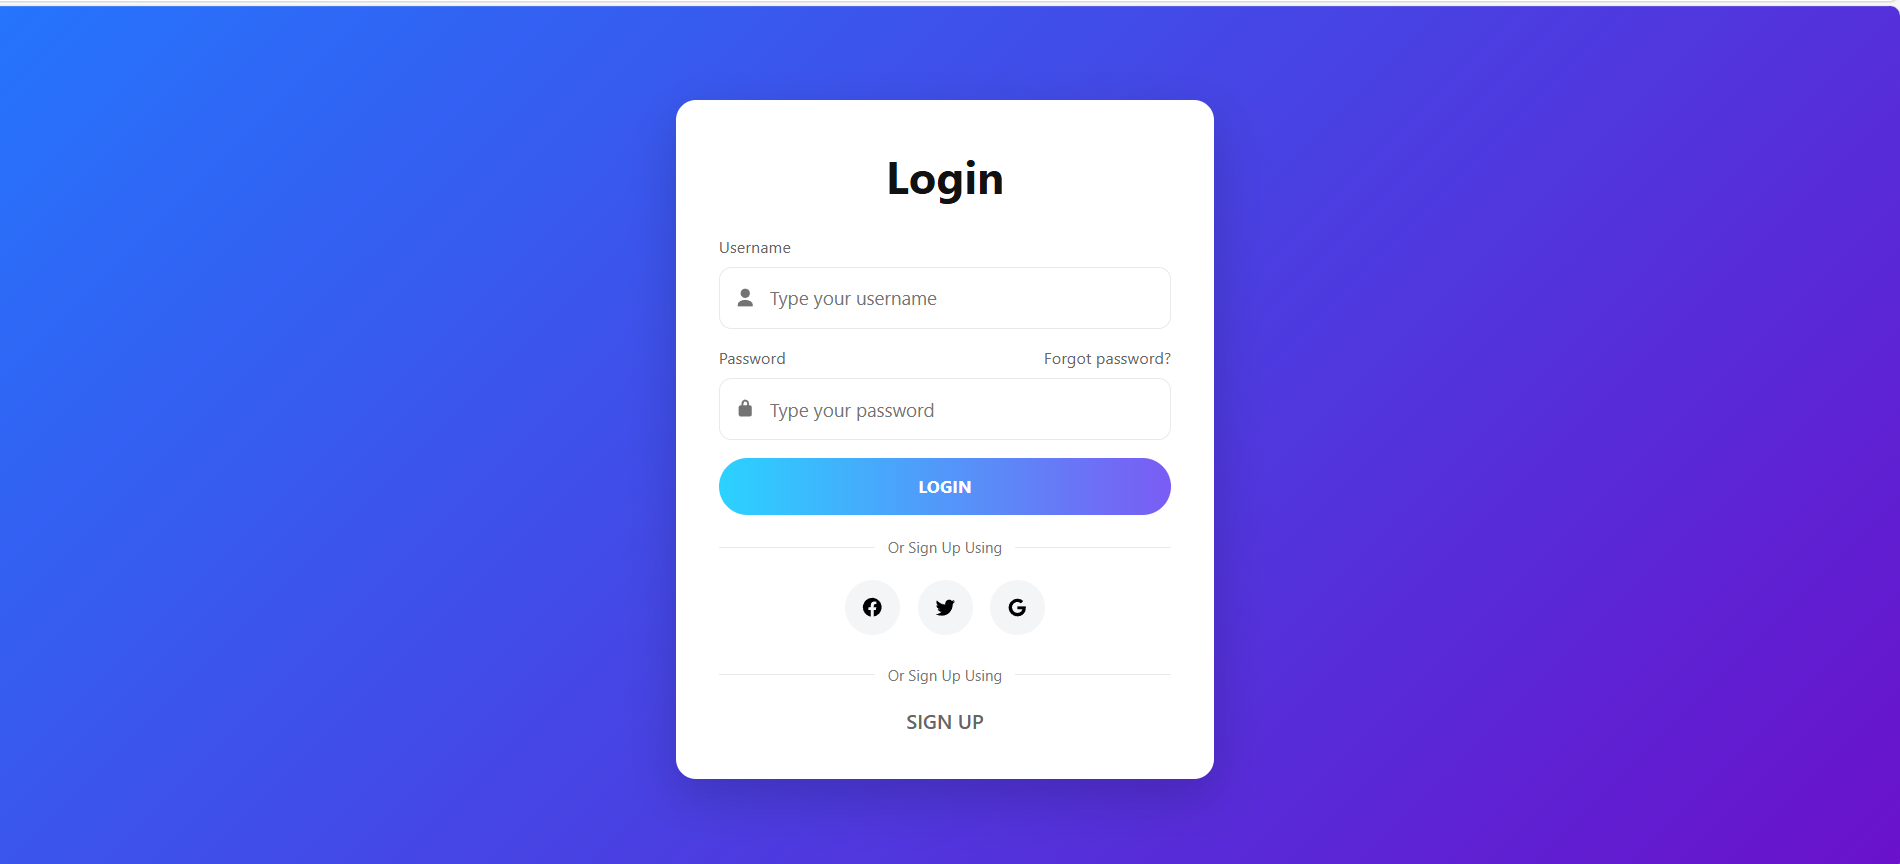 Login
Username
Type your username
Password Forgot password?
Type your password
LOGIN
Or Sign Up Using
Or Sign Up Using
SIGN UP